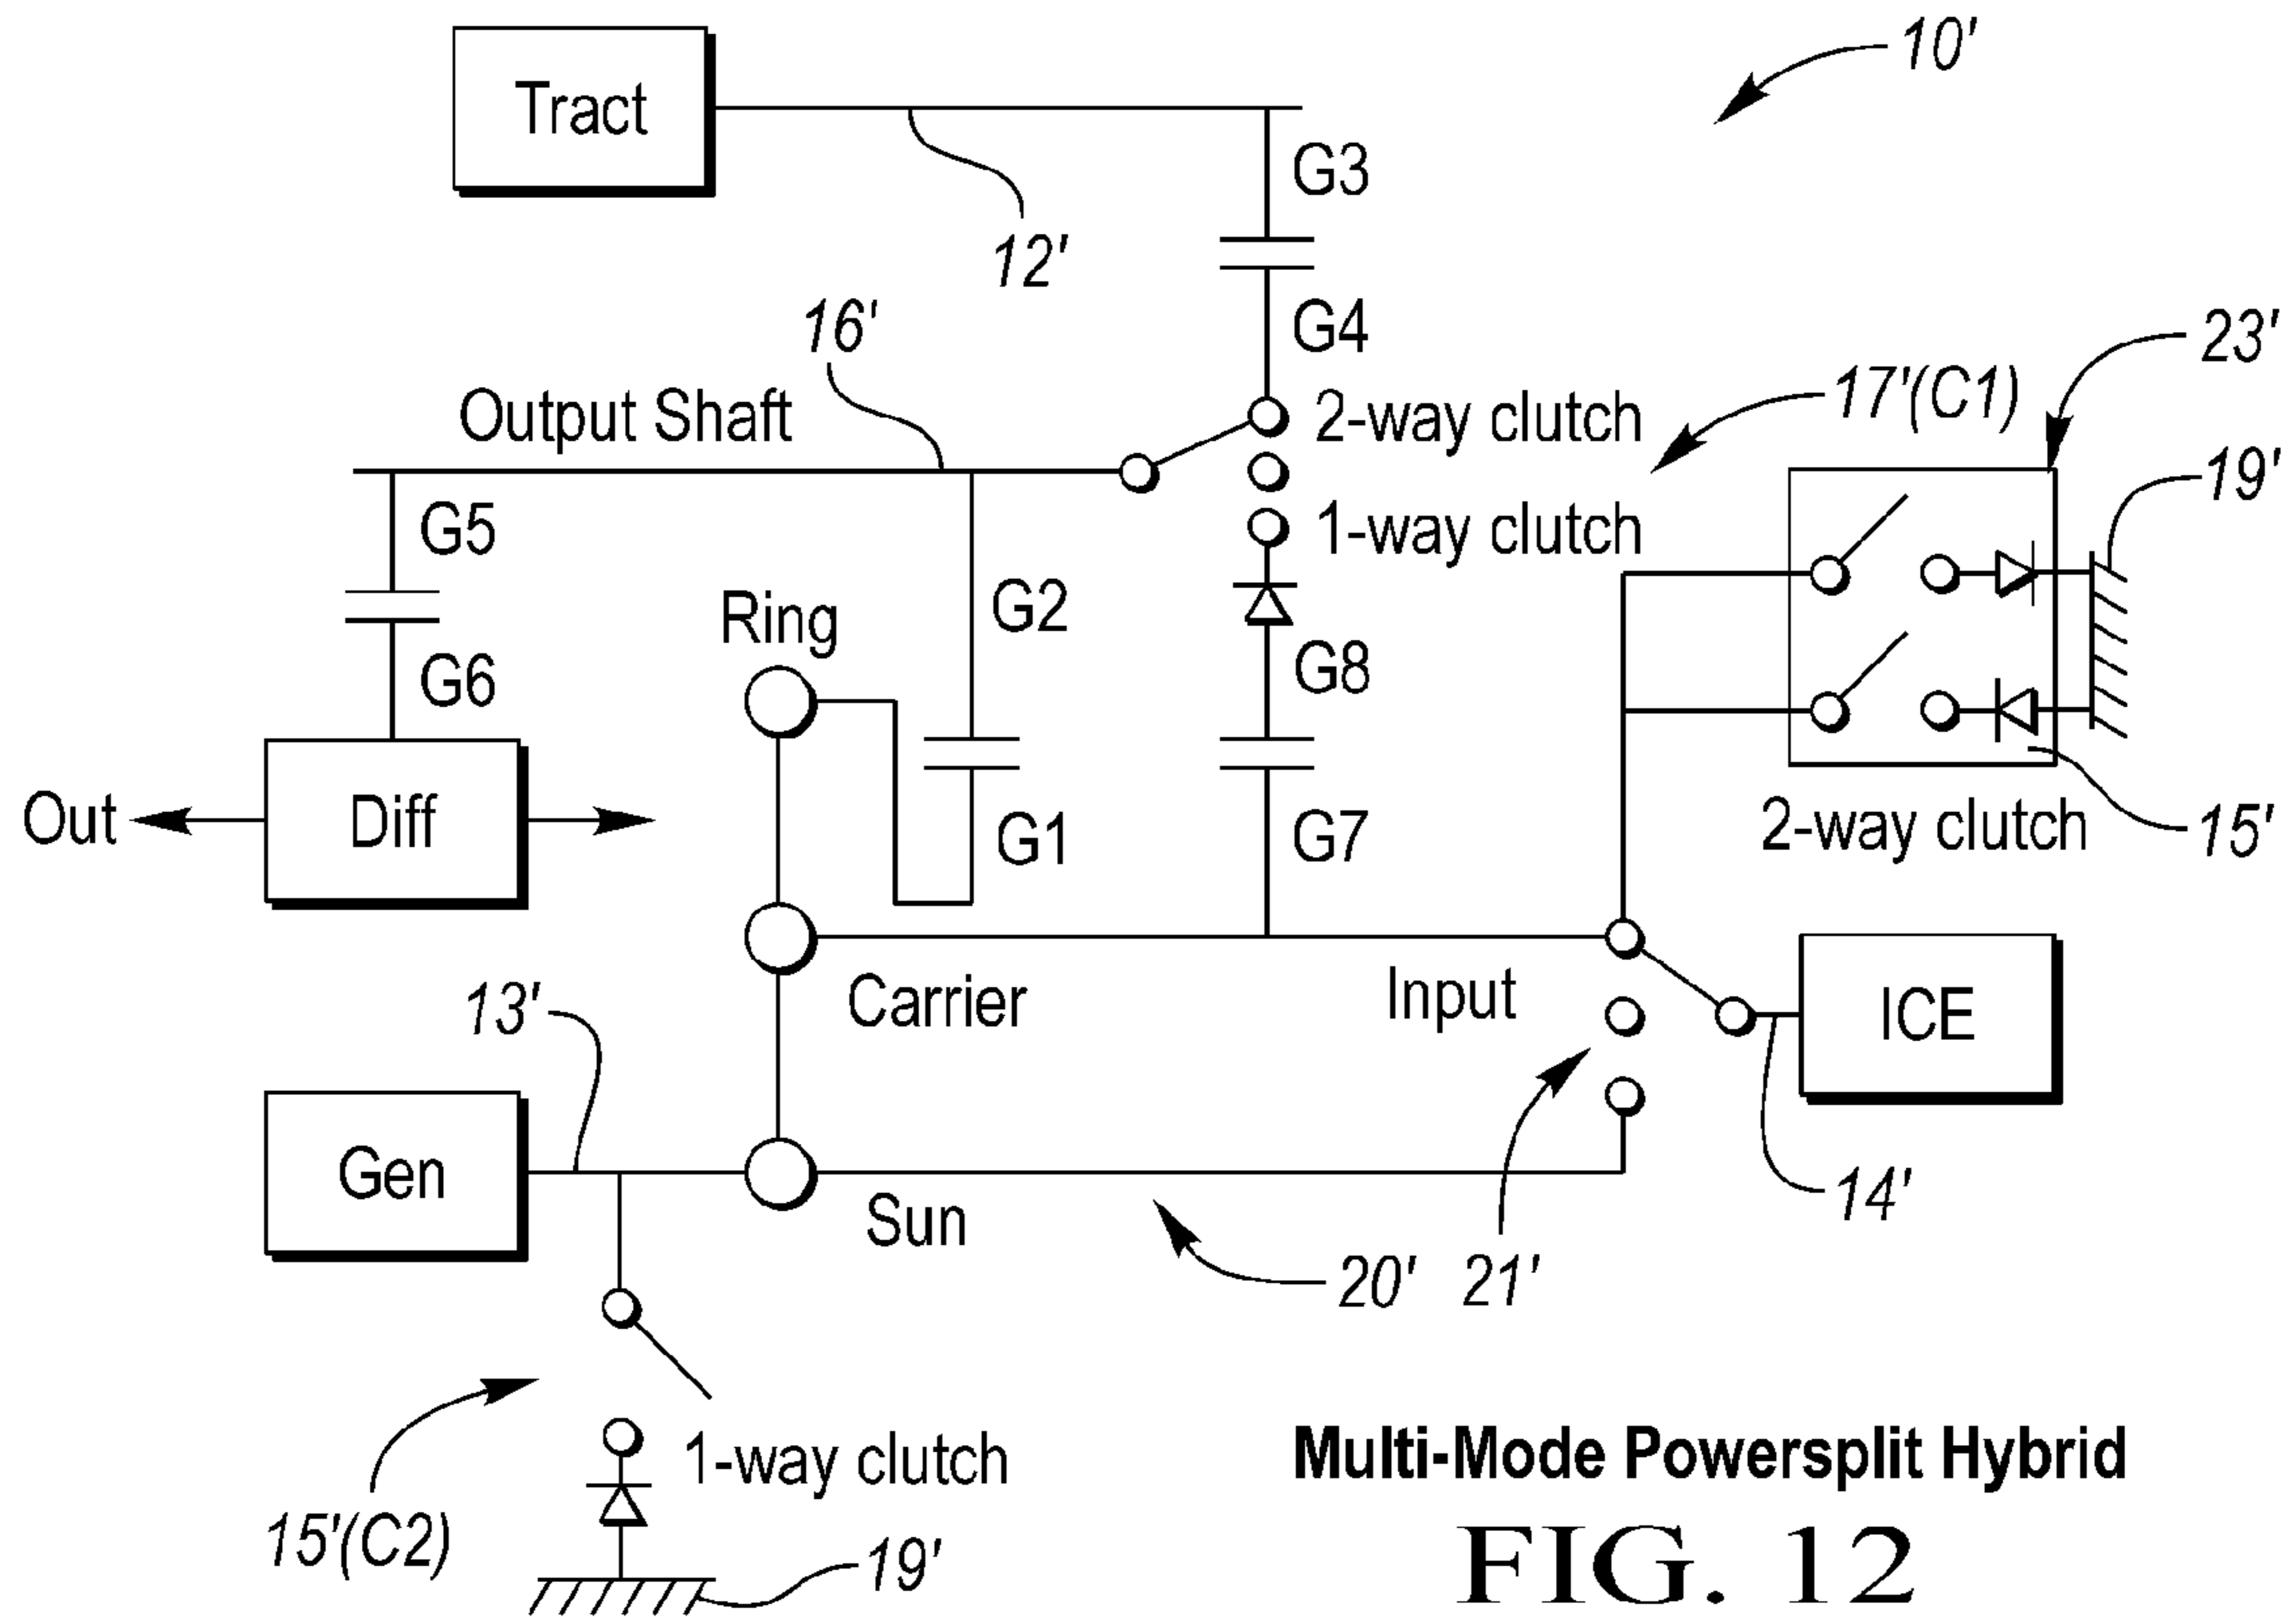 10'
Tract
G3
12'
G4
16'
23'
Output Shaft
2-way clutch
17'(C1)
19'
G5
1-way clutch
Ring
G2
G6
G8
Out
Diff
G1
G7
2-way clutch
15'
13'
Carrier
Input
ICE
Gen
Sun
14'
20'
21'
1-way clutch
15'(C2)
19'
Multi-Mode Powersplit Hybrid
FIG. 12